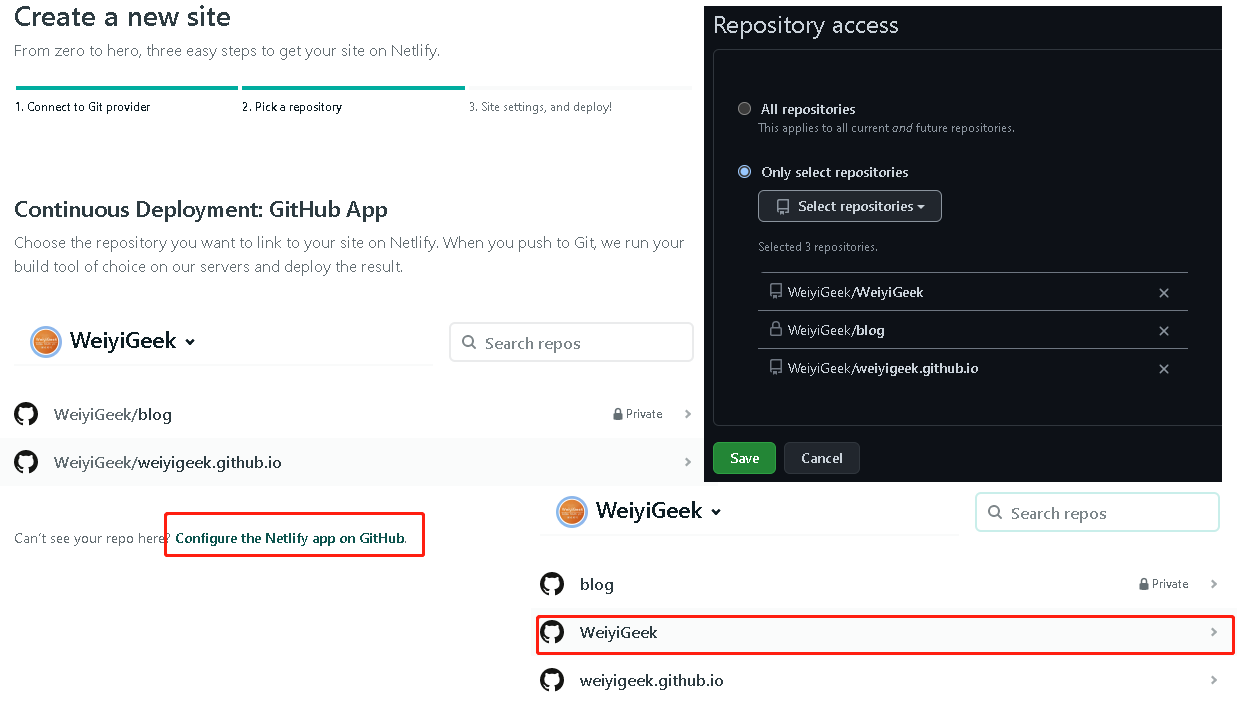 Create a new site
From zero to hero, three easy steps to get your site on Netlify.
1. Connect to Git provider
2. Pick a repository
3. Site settings, and deploy!
Continuous Deployment: GitHub App
Choose the repository you want to link to your site on Netlify. When you push to Git, we run your
build tool of choice on our servers and deploy the result.
WeiyiGeek
Search repos
WeiyiGeek/blog
Private
WeiyiGeek/weiyigeek.github.io
Can't see your repo here? Configure the Netlify app on GitHub.
Repository access
All repositories
This applies to all current and future repositories.
Only select repositories
Select repositories
Selected 3 repositories.
WeiyiGeek/WeiyiGeek
WeiyiGeek/blog
WeiyiGeek/weiyigeek.github.io
Save
Cancel
WeiyiGeek
Search repos
blog
Private
WeiyiGeek
weiyigeek.github.io